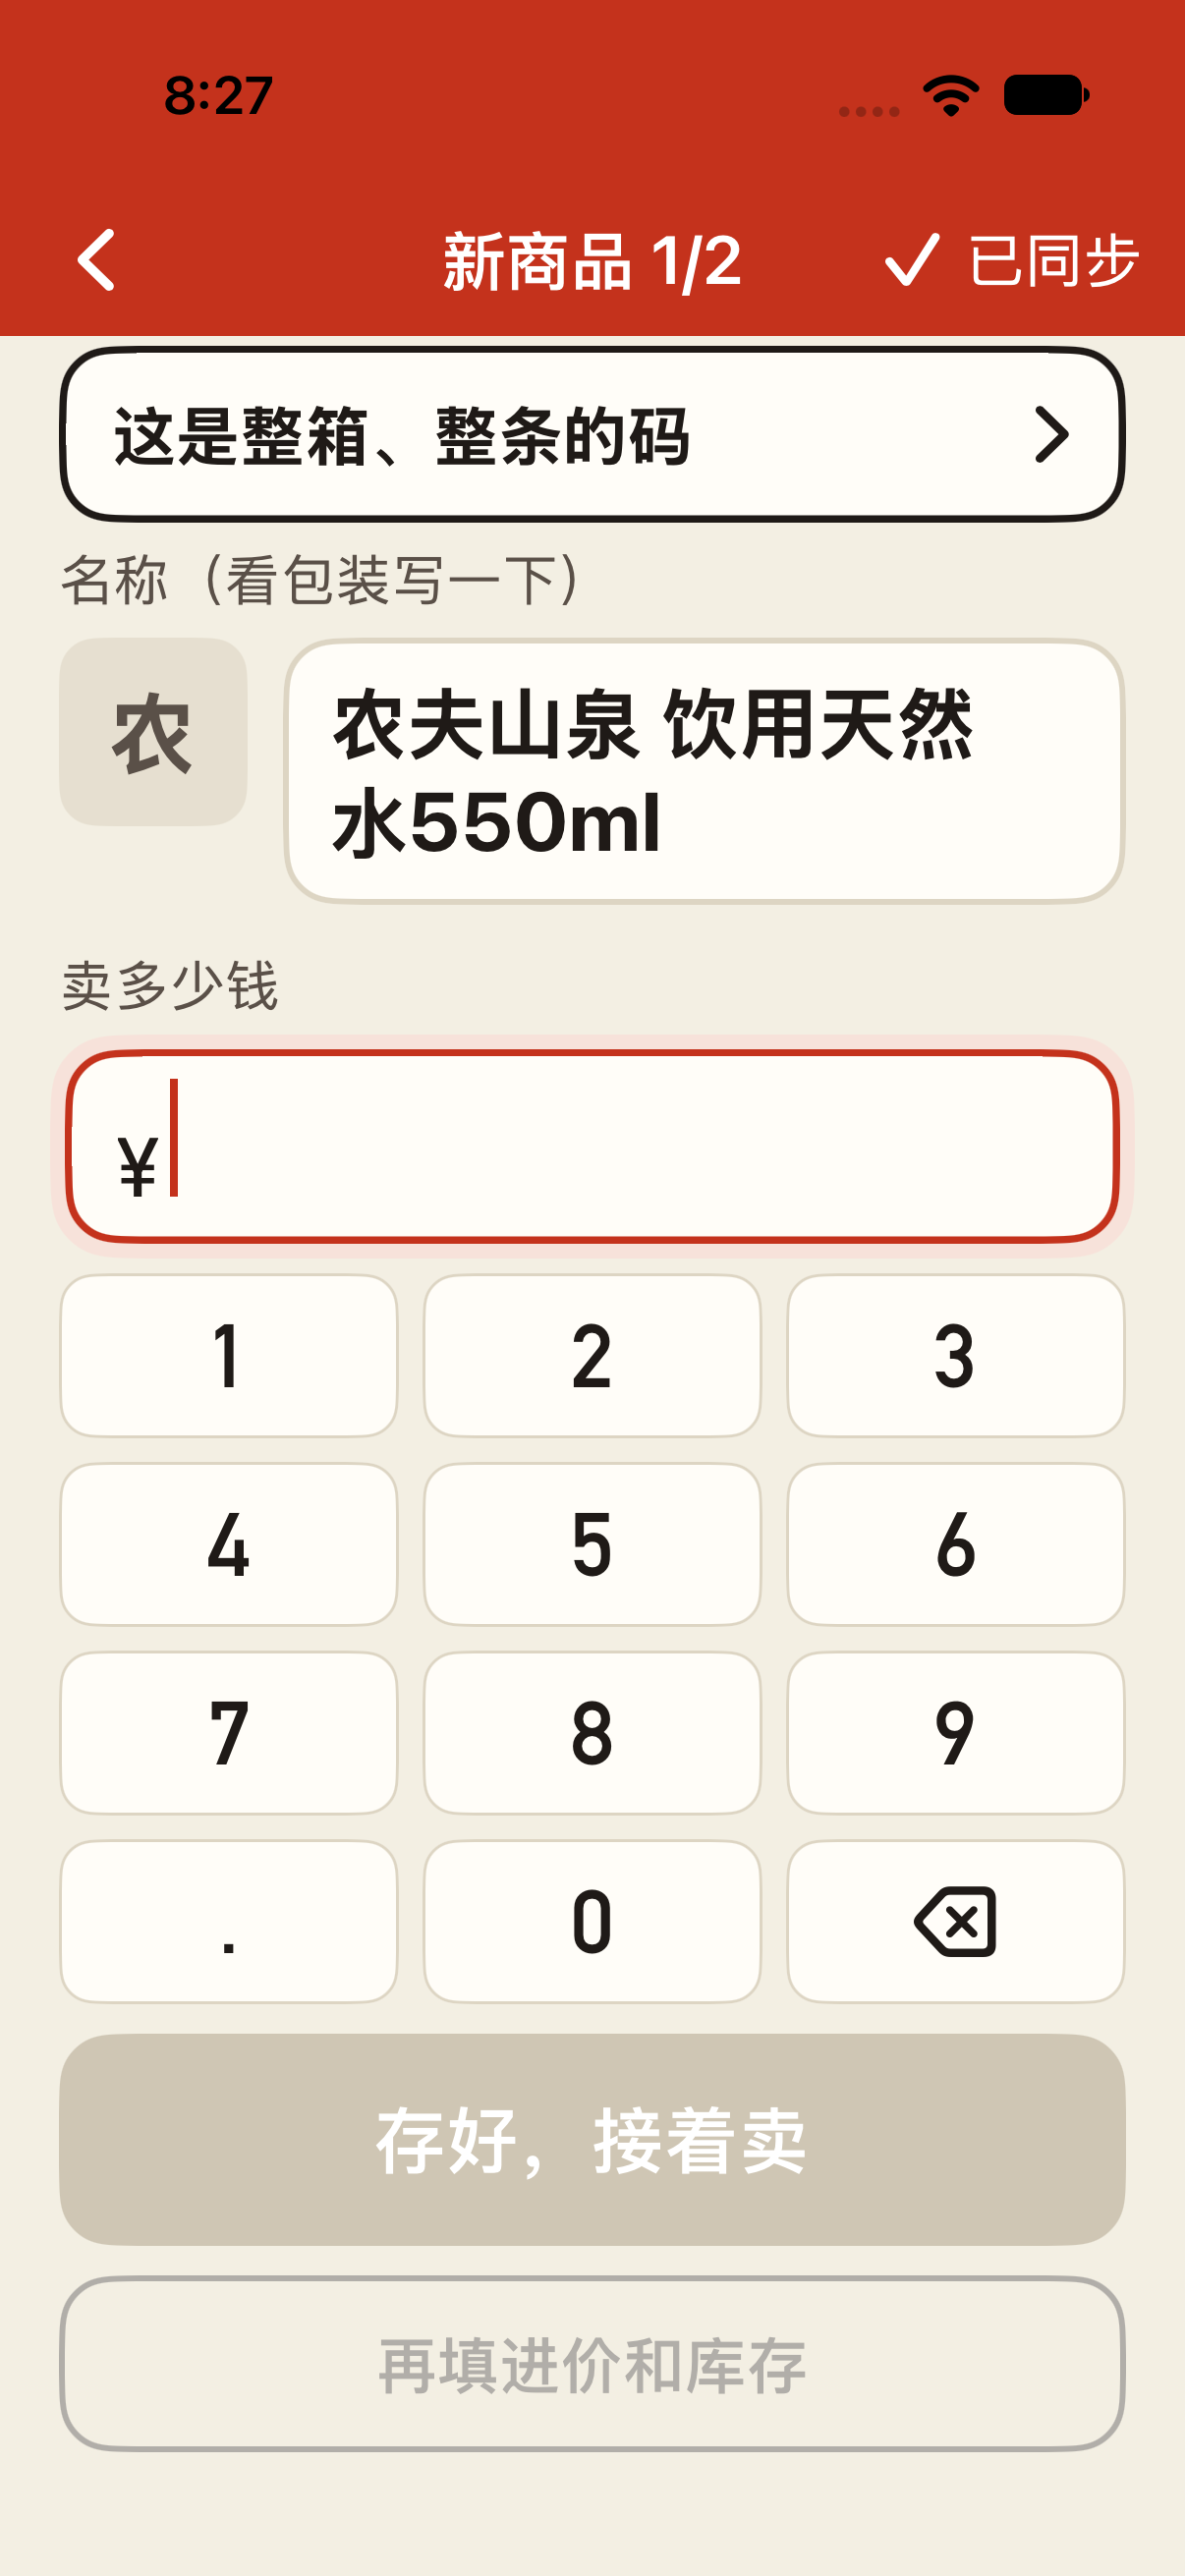 8:27
新商品 1/2
已同步
这是整箱、整条的码
名称（看包装写一下）
农
农夫山泉 饮用天然
水550ml
卖多少钱
¥
1 2 3
4 5 6
7 8 9
. 0
存好，接着卖
再填进价和库存